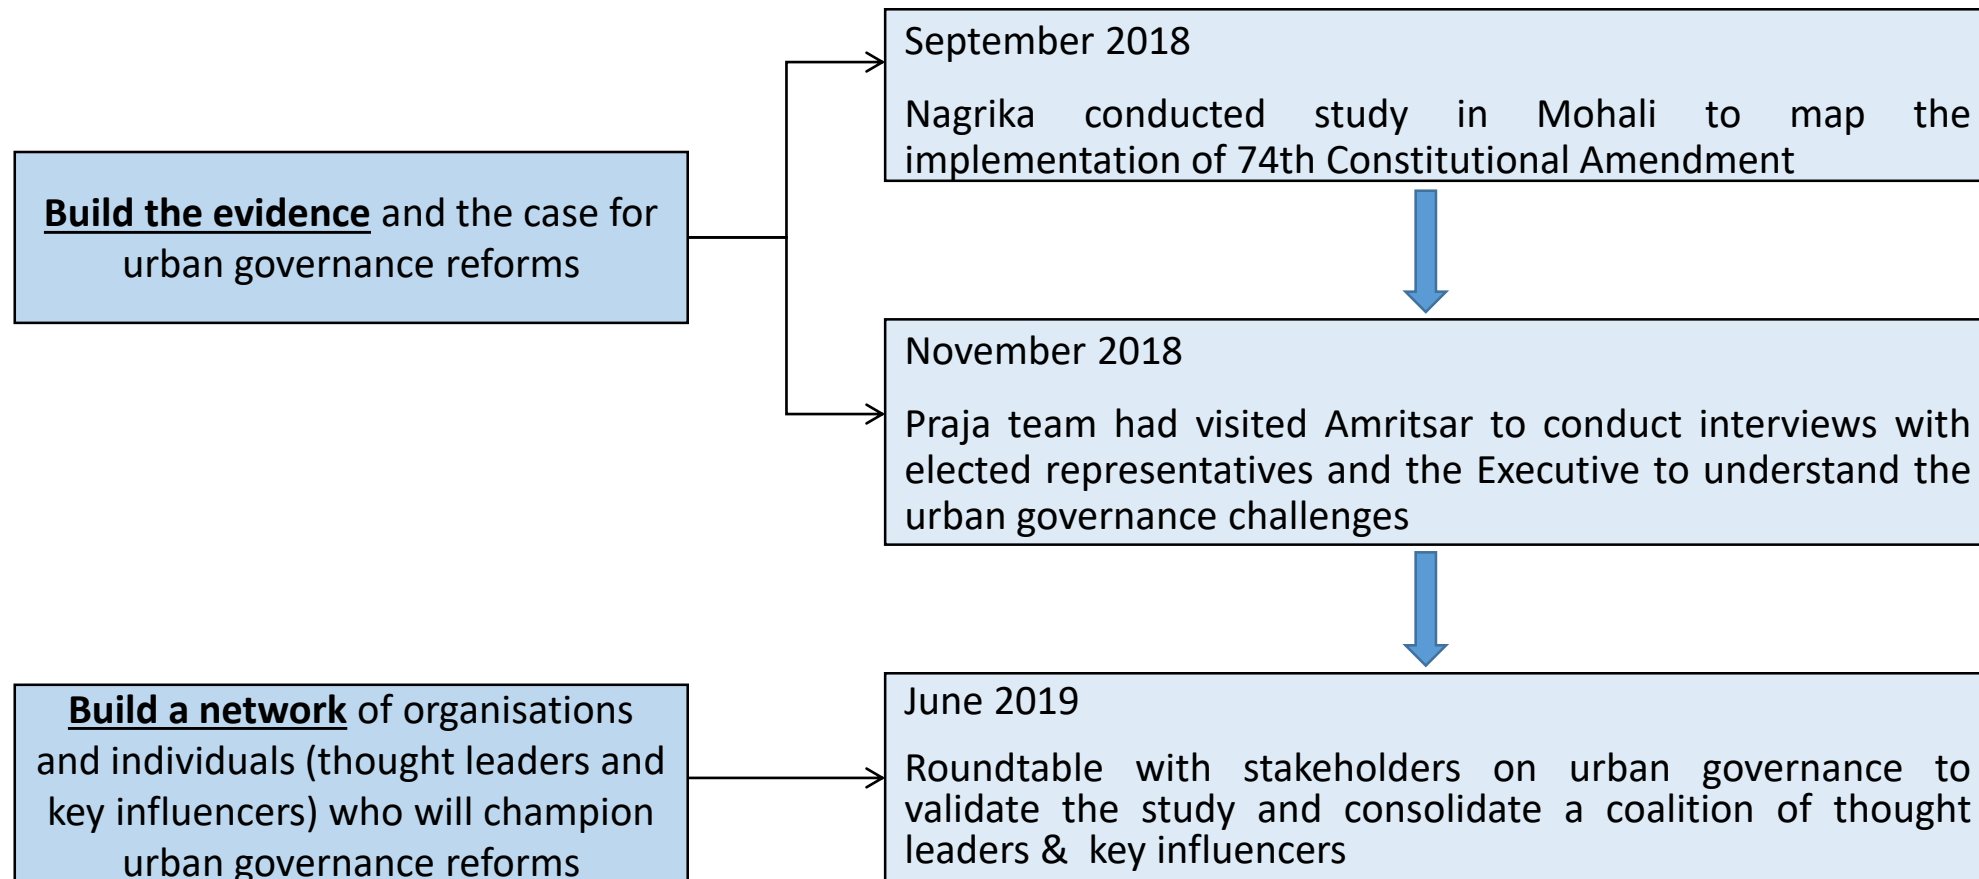 September 2018
Nagrika conducted study in Mohali to map the
implementation of 74th Constitutional Amendment
Build the evidence and the case for
urban governance reforms
November 2018
Praja team had visited Amritsar to conduct interviews with
elected representatives and the Executive to understand the
urban governance challenges
Build a network of organisations
and individuals (thought leaders and
key influencers) who will champion
urban governance reforms
June 2019
Roundtable with stakeholders on urban governance to
validate the study and consolidate a coalition of thought
leaders & key influencers